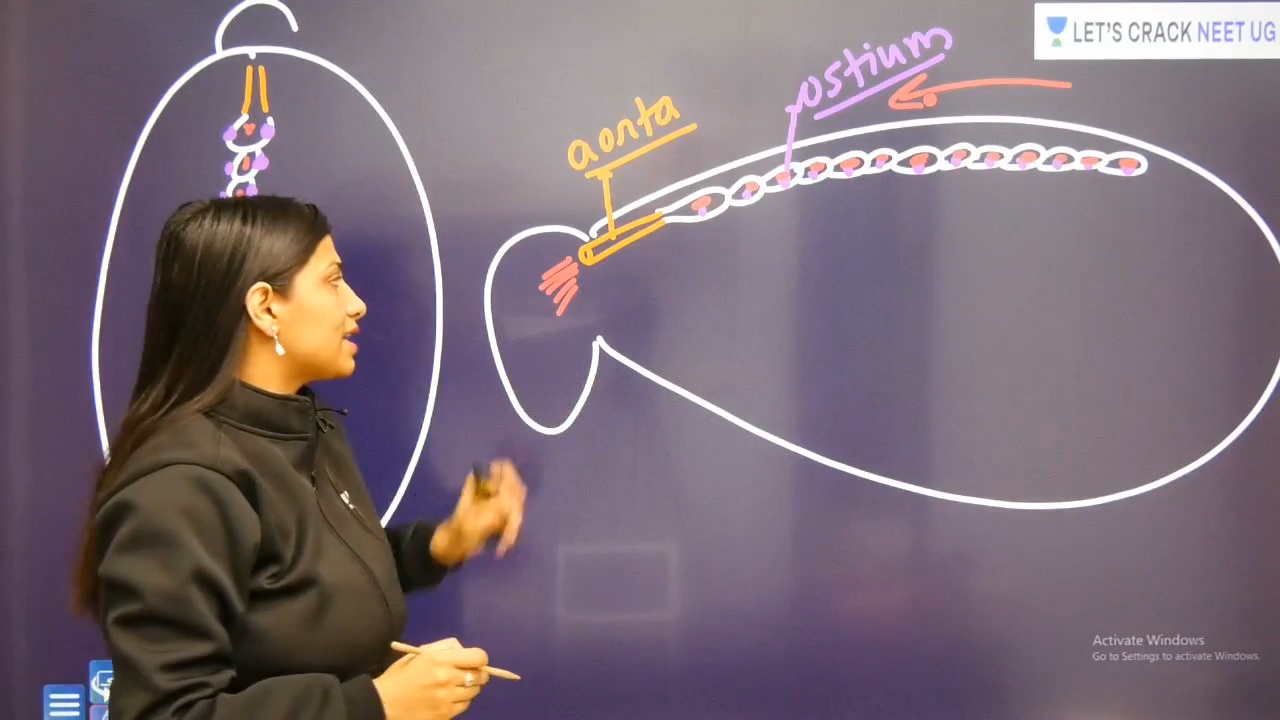 LET'S CRACK NEET UG
ostium
aorta
Activate Windows
Go to Settings to activate Windows.